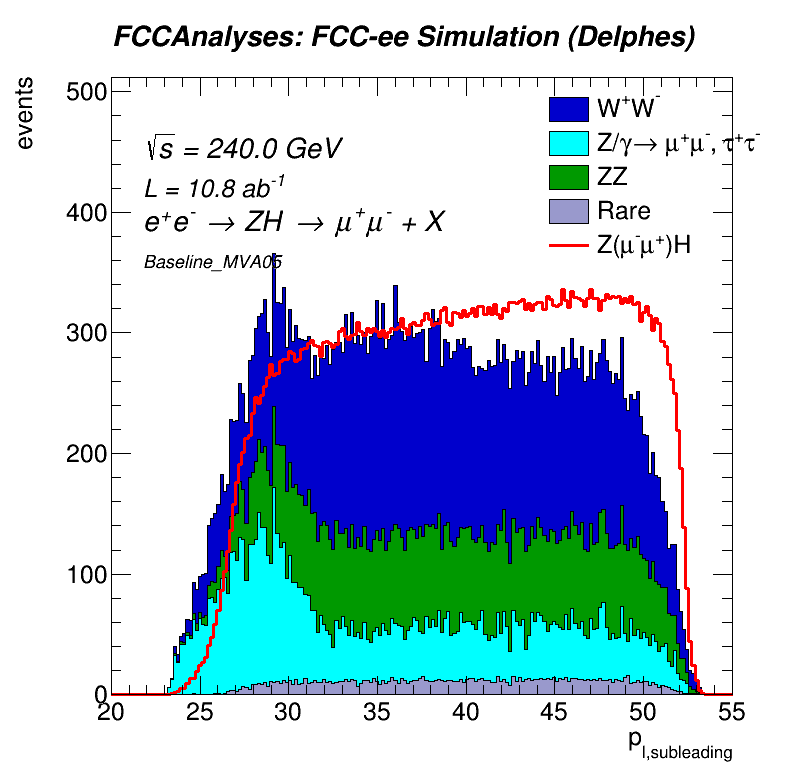 FCCAnalyses: FCC-ee Simulation (Delphes)
events
500
400
300
200
100
0
√s = 240.0 GeV
L = 10.8 ab⁻¹
e⁺e⁻ → ZH → μ⁺μ⁻ + X
Baseline_MVA05
W⁺W⁻
Z/γ→ μ⁺μ⁻, τ⁺τ⁻
ZZ
Rare
Z(μ⁻μ⁺)H
20 25 30 35 40 45 50 55
p_l,subleading